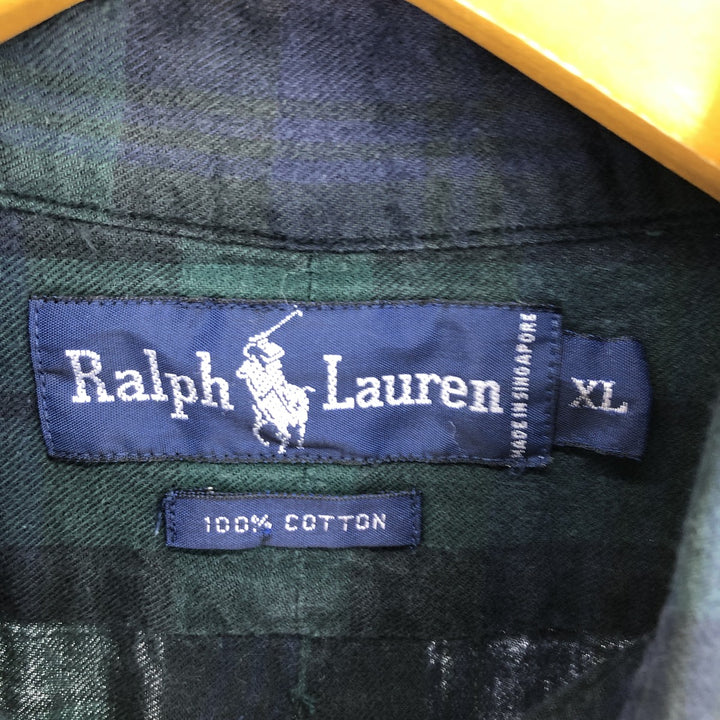 Ralph Lauren
MADE IN SINGAPORE
XL
100% COTTON